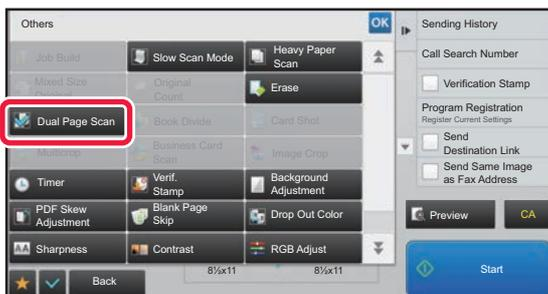 Others
OK
Job Build
Slow Scan Mode
Heavy Paper
Scan
Mixed Size
Original
Original
Count
Erase
Dual Page Scan
Book Divide
Card Shot
Multicrop
Business Card
Scan
Image Crop
Timer
Verif.
Stamp
Background
Adjustment
PDF Skew
Adjustment
Blank Page
Skip
Drop Out Color
AA Sharpness
Contrast
RGB Adjust
Back
8½x11
8½x11
Sending History
Call Search Number
Verification Stamp
Program Registration
Register Current Settings
Send
Destination Link
Send Same Image
as Fax Address
Preview
CA
Start